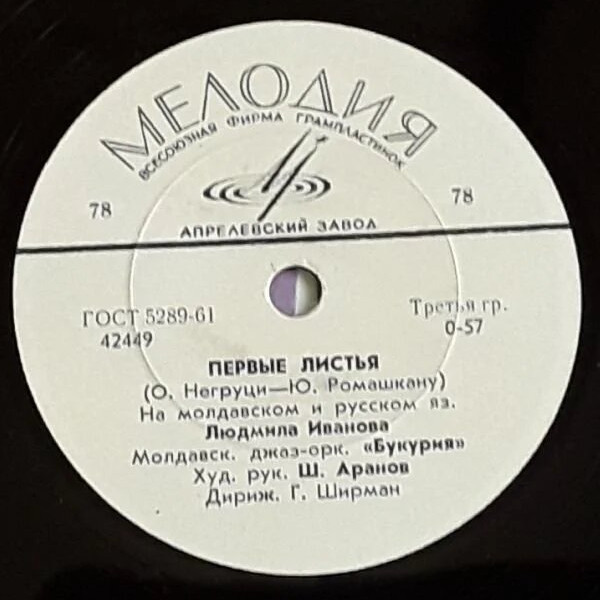 МЕЛОДИЯ
ВСЕСОЮЗНАЯ ФИРМА ГРАМПЛАСТИНОК
78 78
АПРЕЛЕВСКИЙ ЗАВОД
ГОСТ 5289-61 Третья гр.
42449 0-57
ПЕРВЫЕ ЛИСТЬЯ
(О. Негруци—Ю. Ромашкану)
На молдавском и русском яз.
Людмила Иванова
Молдавск. джаз-орк. «Букурия»
Худ. рук. Ш. Аранов
Дириж. Г. Ширман